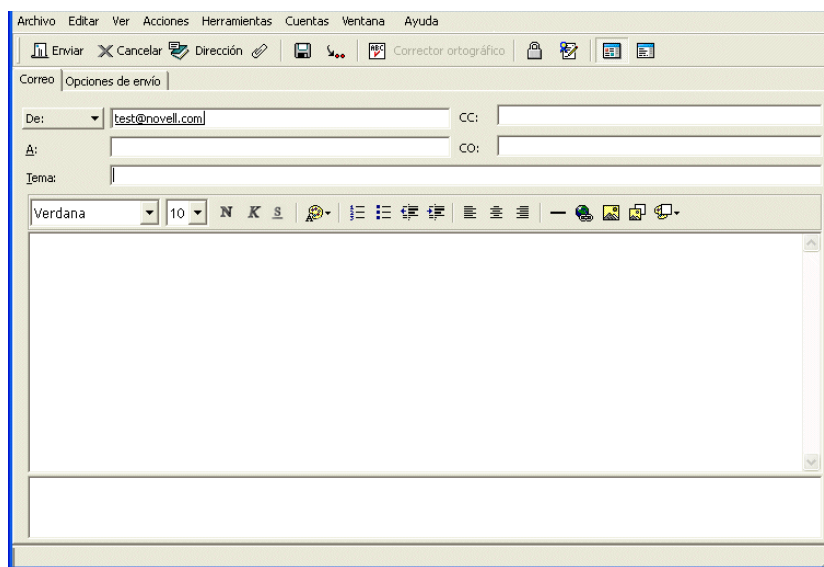 Archivo Editar Ver Acciones Herramientas Cuentas Ventana Ayuda
Enviar Cancelar Dirección ABC Corrector ortográfico
Correo Opciones de envío
De: test@novell.com CC:
A: CO:
Tema:
Verdana 10 N K S